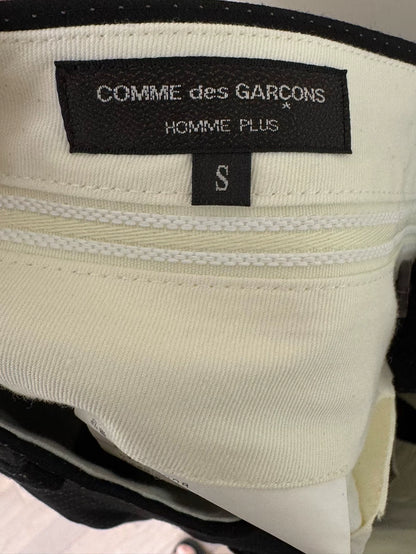 COMME des GARCONS
*
HOMME PLUS
S